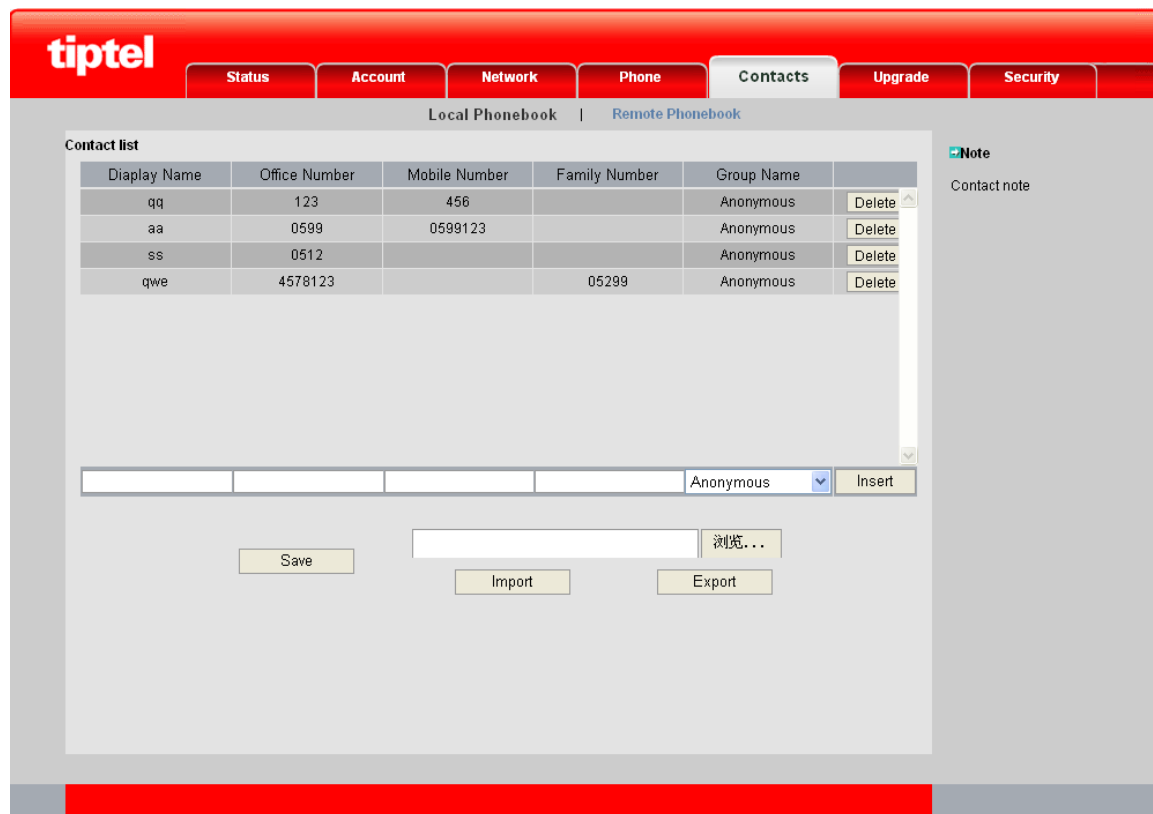 tiptel
Status Account Network Phone Contacts Upgrade Security
Local Phonebook | Remote Phonebook
Contact list
Note
Contact note
Diaplay Name Office Number Mobile Number Family Number Group Name
qq 123 456 Anonymous Delete
aa 0599 0599123 Anonymous Delete
ss 0512 Anonymous Delete
qwe 4578123 05299 Anonymous Delete
Anonymous Insert
浏览...
Save
Import Export